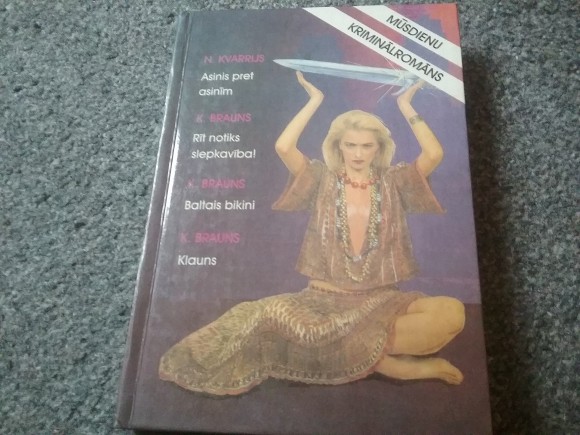 MŪSDIENU
KRIMINĀLROMĀNS
N. KVARRIJS
Asinis pret
asinīm
K. BRAUNS
Rīt notiks
slepkavība!
K. BRAUNS
Baltais bikini
K. BRAUNS
Klauns